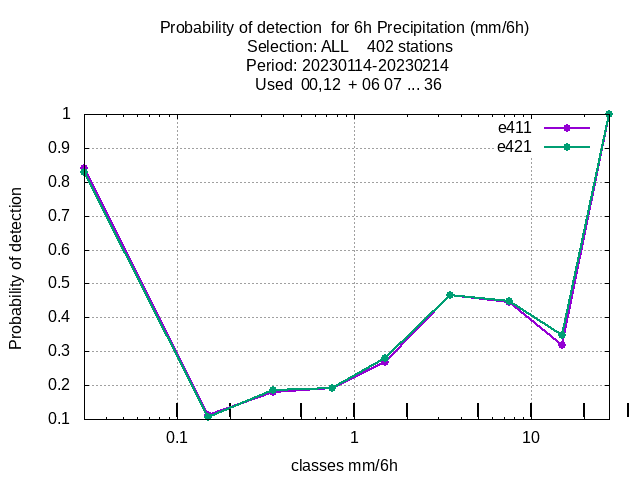 Probability of detection  for 6h Precipitation (mm/6h)
Selection: ALL    402 stations
Period: 20230114-20230214
Used  00,12  + 06 07 ... 36
e411
e421
1
0.9
0.8
0.7
0.6
0.5
0.4
0.3
0.2
0.1
Probability of detection
0.1
1
10
classes mm/6h